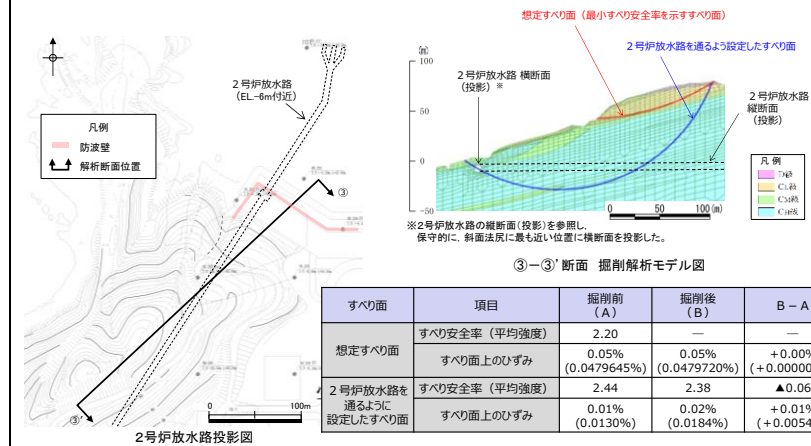 2号炉放水路
(EL.-6m付近)
凡例
防波壁
解析断面位置
③
③'
0 100m
2号炉放水路投影図
想定すべり面(最小すべり安全率を示すすべり面)
2号炉放水路を通るよう設定したすべり面
(m)
100
50
0
-50
2号炉放水路 横断面
(投影)※
2号炉放水路
縦断面
(投影)
凡例
D級
CL級
CM級
CH級
0 50 100(m)
※2号炉放水路の縦断面(投影)を参照し、
保守的に、斜面法尻に最も近い位置に横断面を投影した。
③-③'断面 掘削解析モデル図
すべり面 項目 掘削前(A) 掘削後(B) B-A
想定すべり面 すべり安全率(平均強度) 2.20 — —
すべり面上のひずみ 0.05%(0.0479645%) 0.05%(0.0479720%) +0.00%
2号炉放水路を通るように設定したすべり面 すべり安全率(平均強度) 2.44 2.38 ▲0.06
すべり面上のひずみ 0.01%(0.0130%) 0.02%(0.0184%) +0.01%(+0.0054